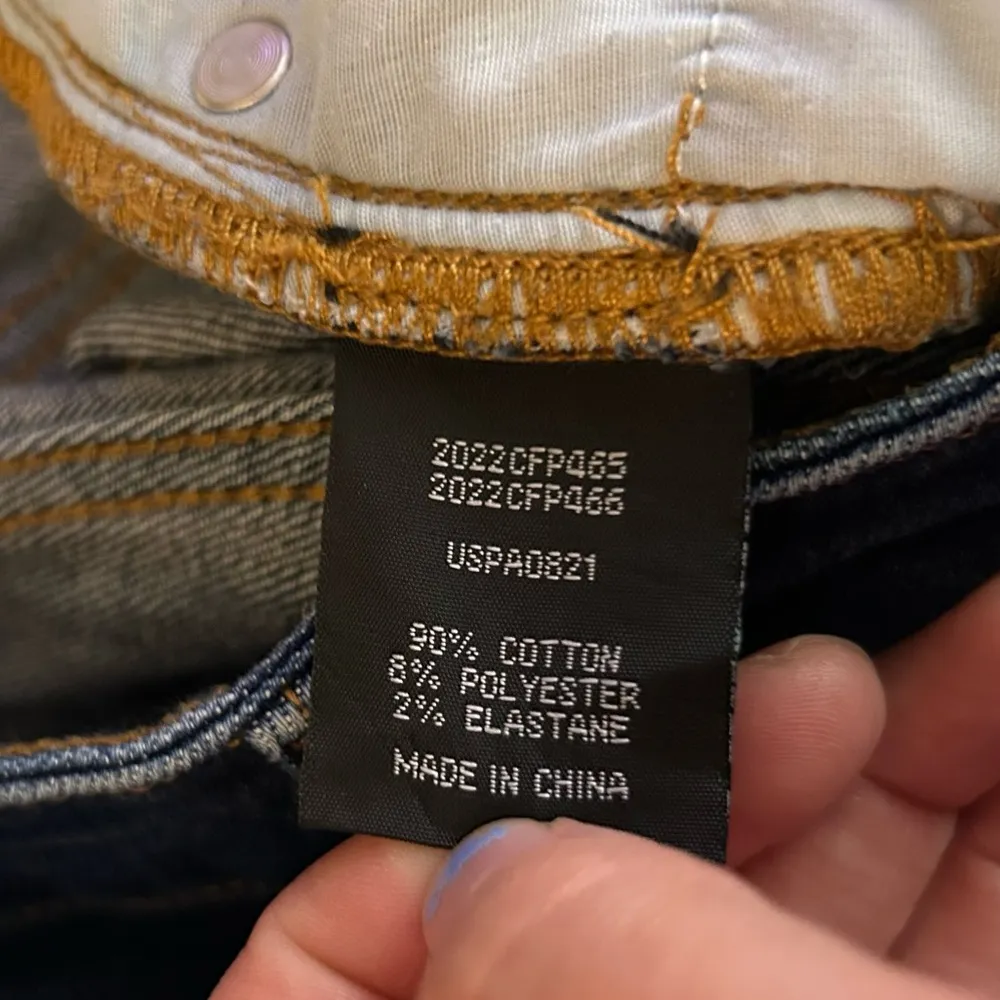 2022CFP465
2022CFP466
USPA0821
90% COTTON
8% POLYESTER
2% ELASTANE
MADE IN CHINA